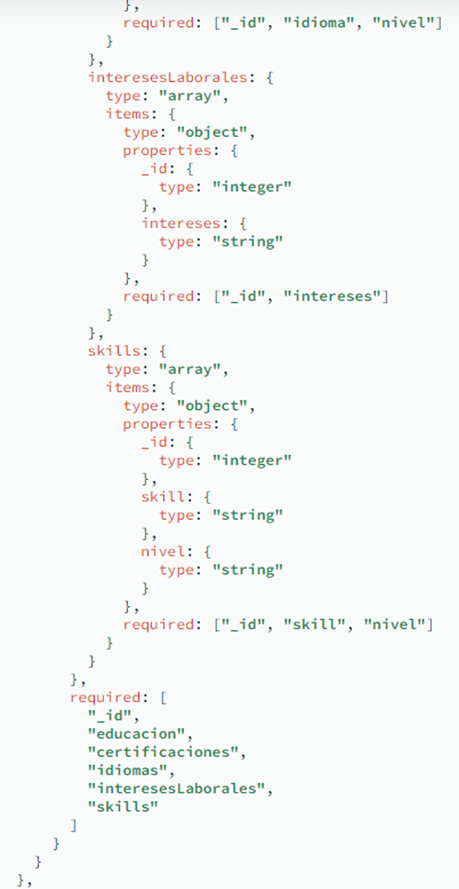 },
required: ["_id", "idioma", "nivel"]
}
},
interesesLaborales: {
type: "array",
items: {
type: "object",
properties: {
_id: {
type: "integer"
},
intereses: {
type: "string"
}
},
required: ["_id", "intereses"]
}
},
skills: {
type: "array",
items: {
type: "object",
properties: {
_id: {
type: "integer"
},
skill: {
type: "string"
},
nivel: {
type: "string"
}
},
required: ["_id", "skill", "nivel"]
}
}
},
required: [
"_id",
"educacion",
"certificaciones",
"idiomas",
"interesesLaborales",
"skills"
]
}
}
},